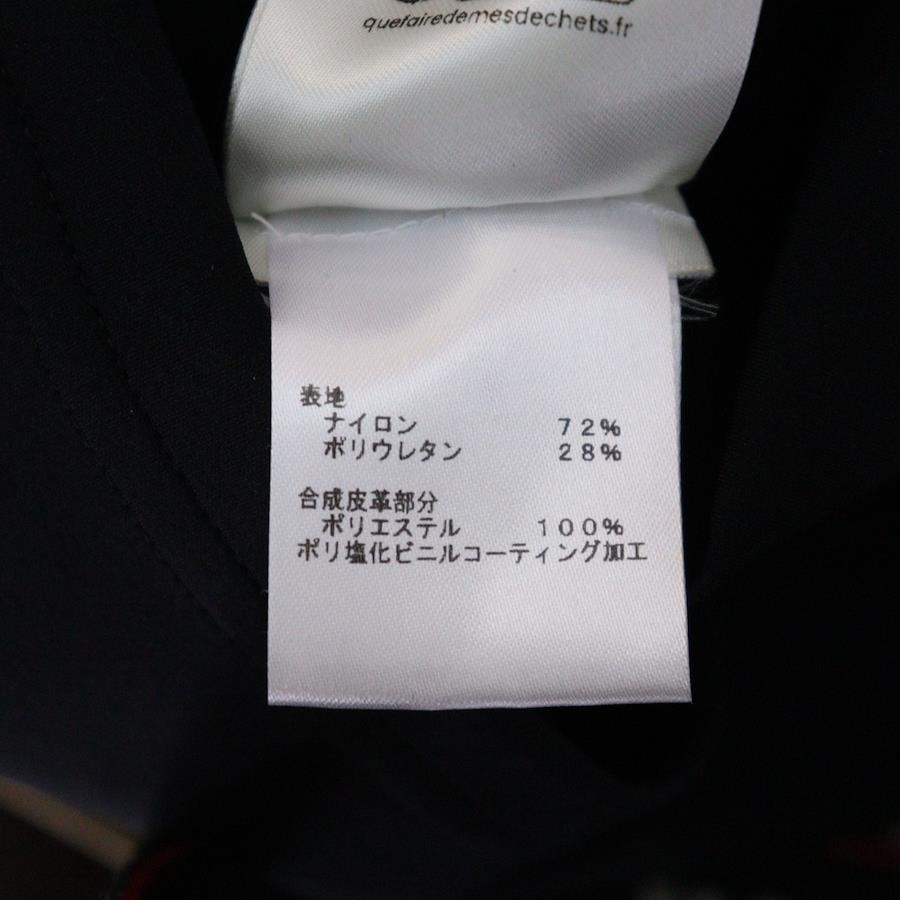 quefairedemesdechets.fr
表地
ナイロン 72%
ポリウレタン 28%
合成皮革部分
ポリエステル 100%
ポリ塩化ビニルコーティング加工